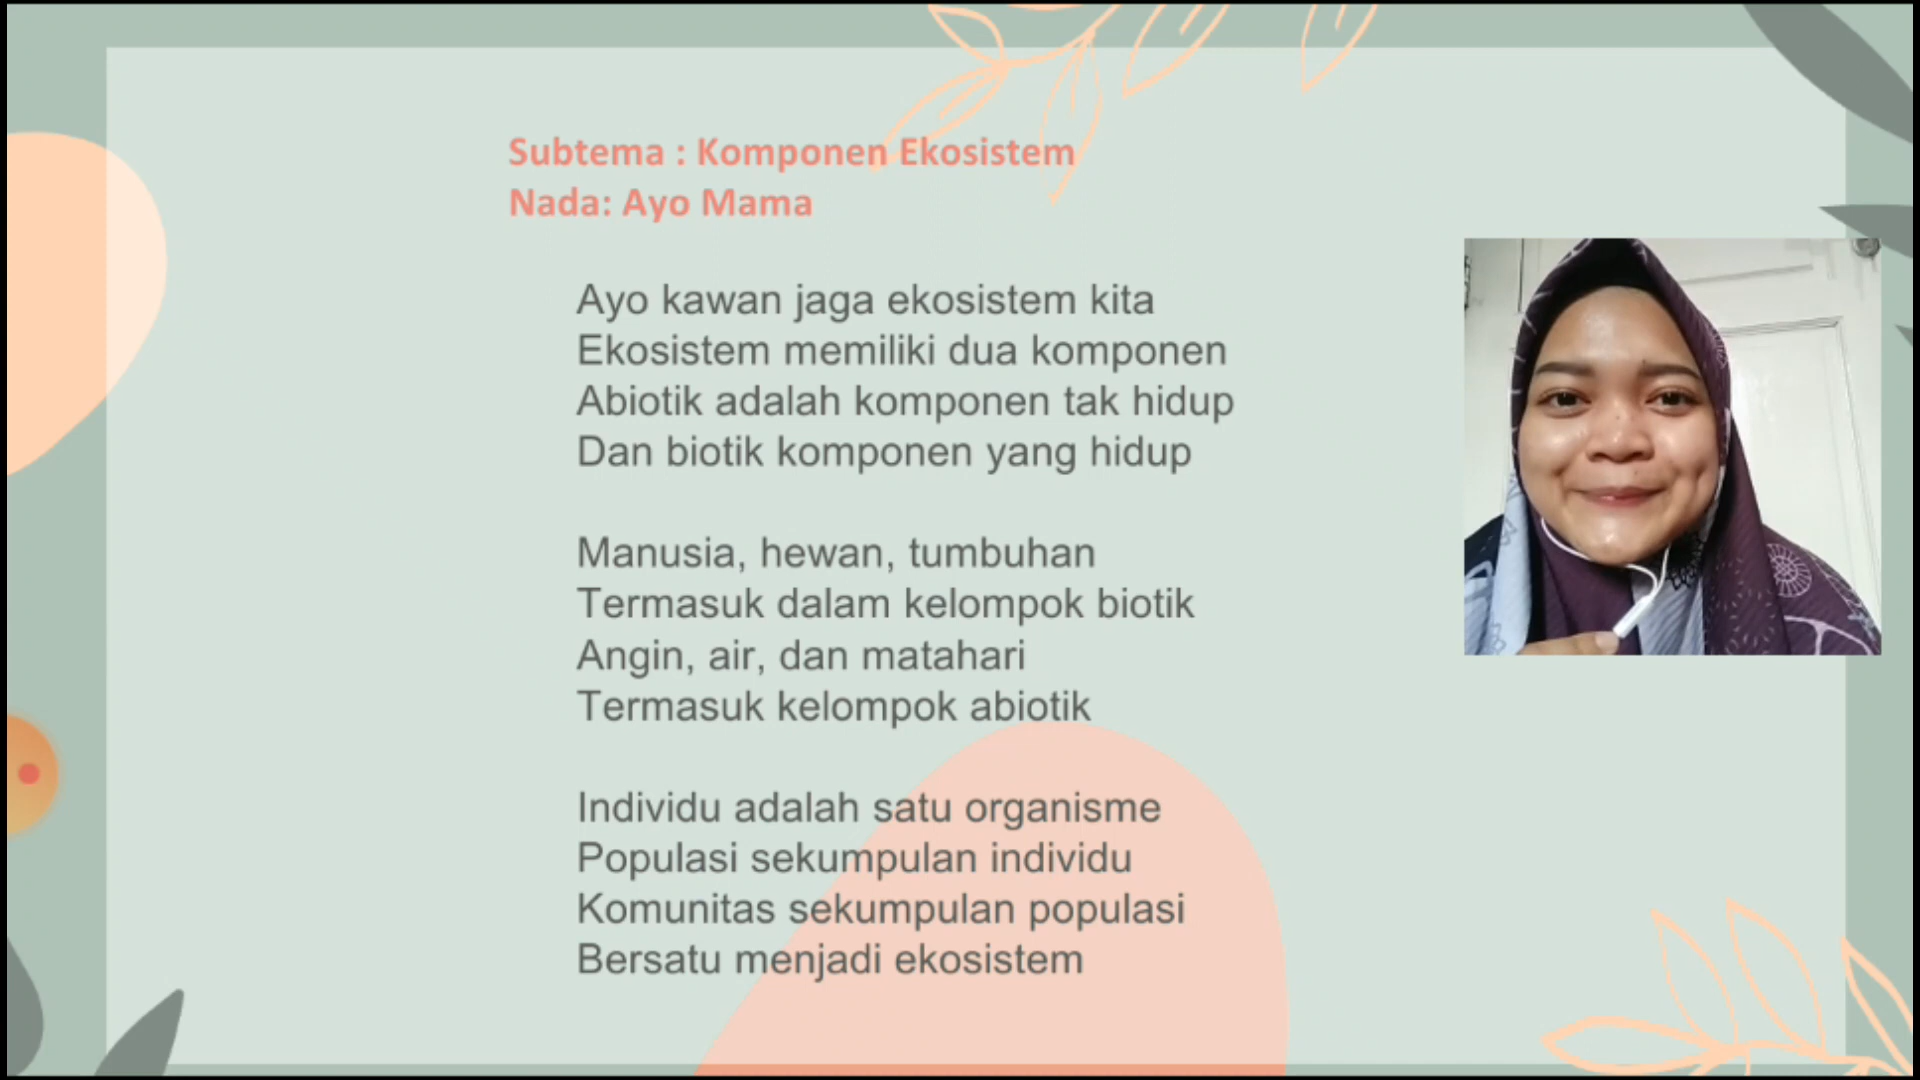 Subtema : Komponen Ekosistem
Nada: Ayo Mama
Ayo kawan jaga ekosistem kita
Ekosistem memiliki dua komponen
Abiotik adalah komponen tak hidup
Dan biotik komponen yang hidup
Manusia, hewan, tumbuhan
Termasuk dalam kelompok biotik
Angin, air, dan matahari
Termasuk kelompok abiotik
Individu adalah satu organisme
Populasi sekumpulan individu
Komunitas sekumpulan populasi
Bersatu menjadi ekosistem